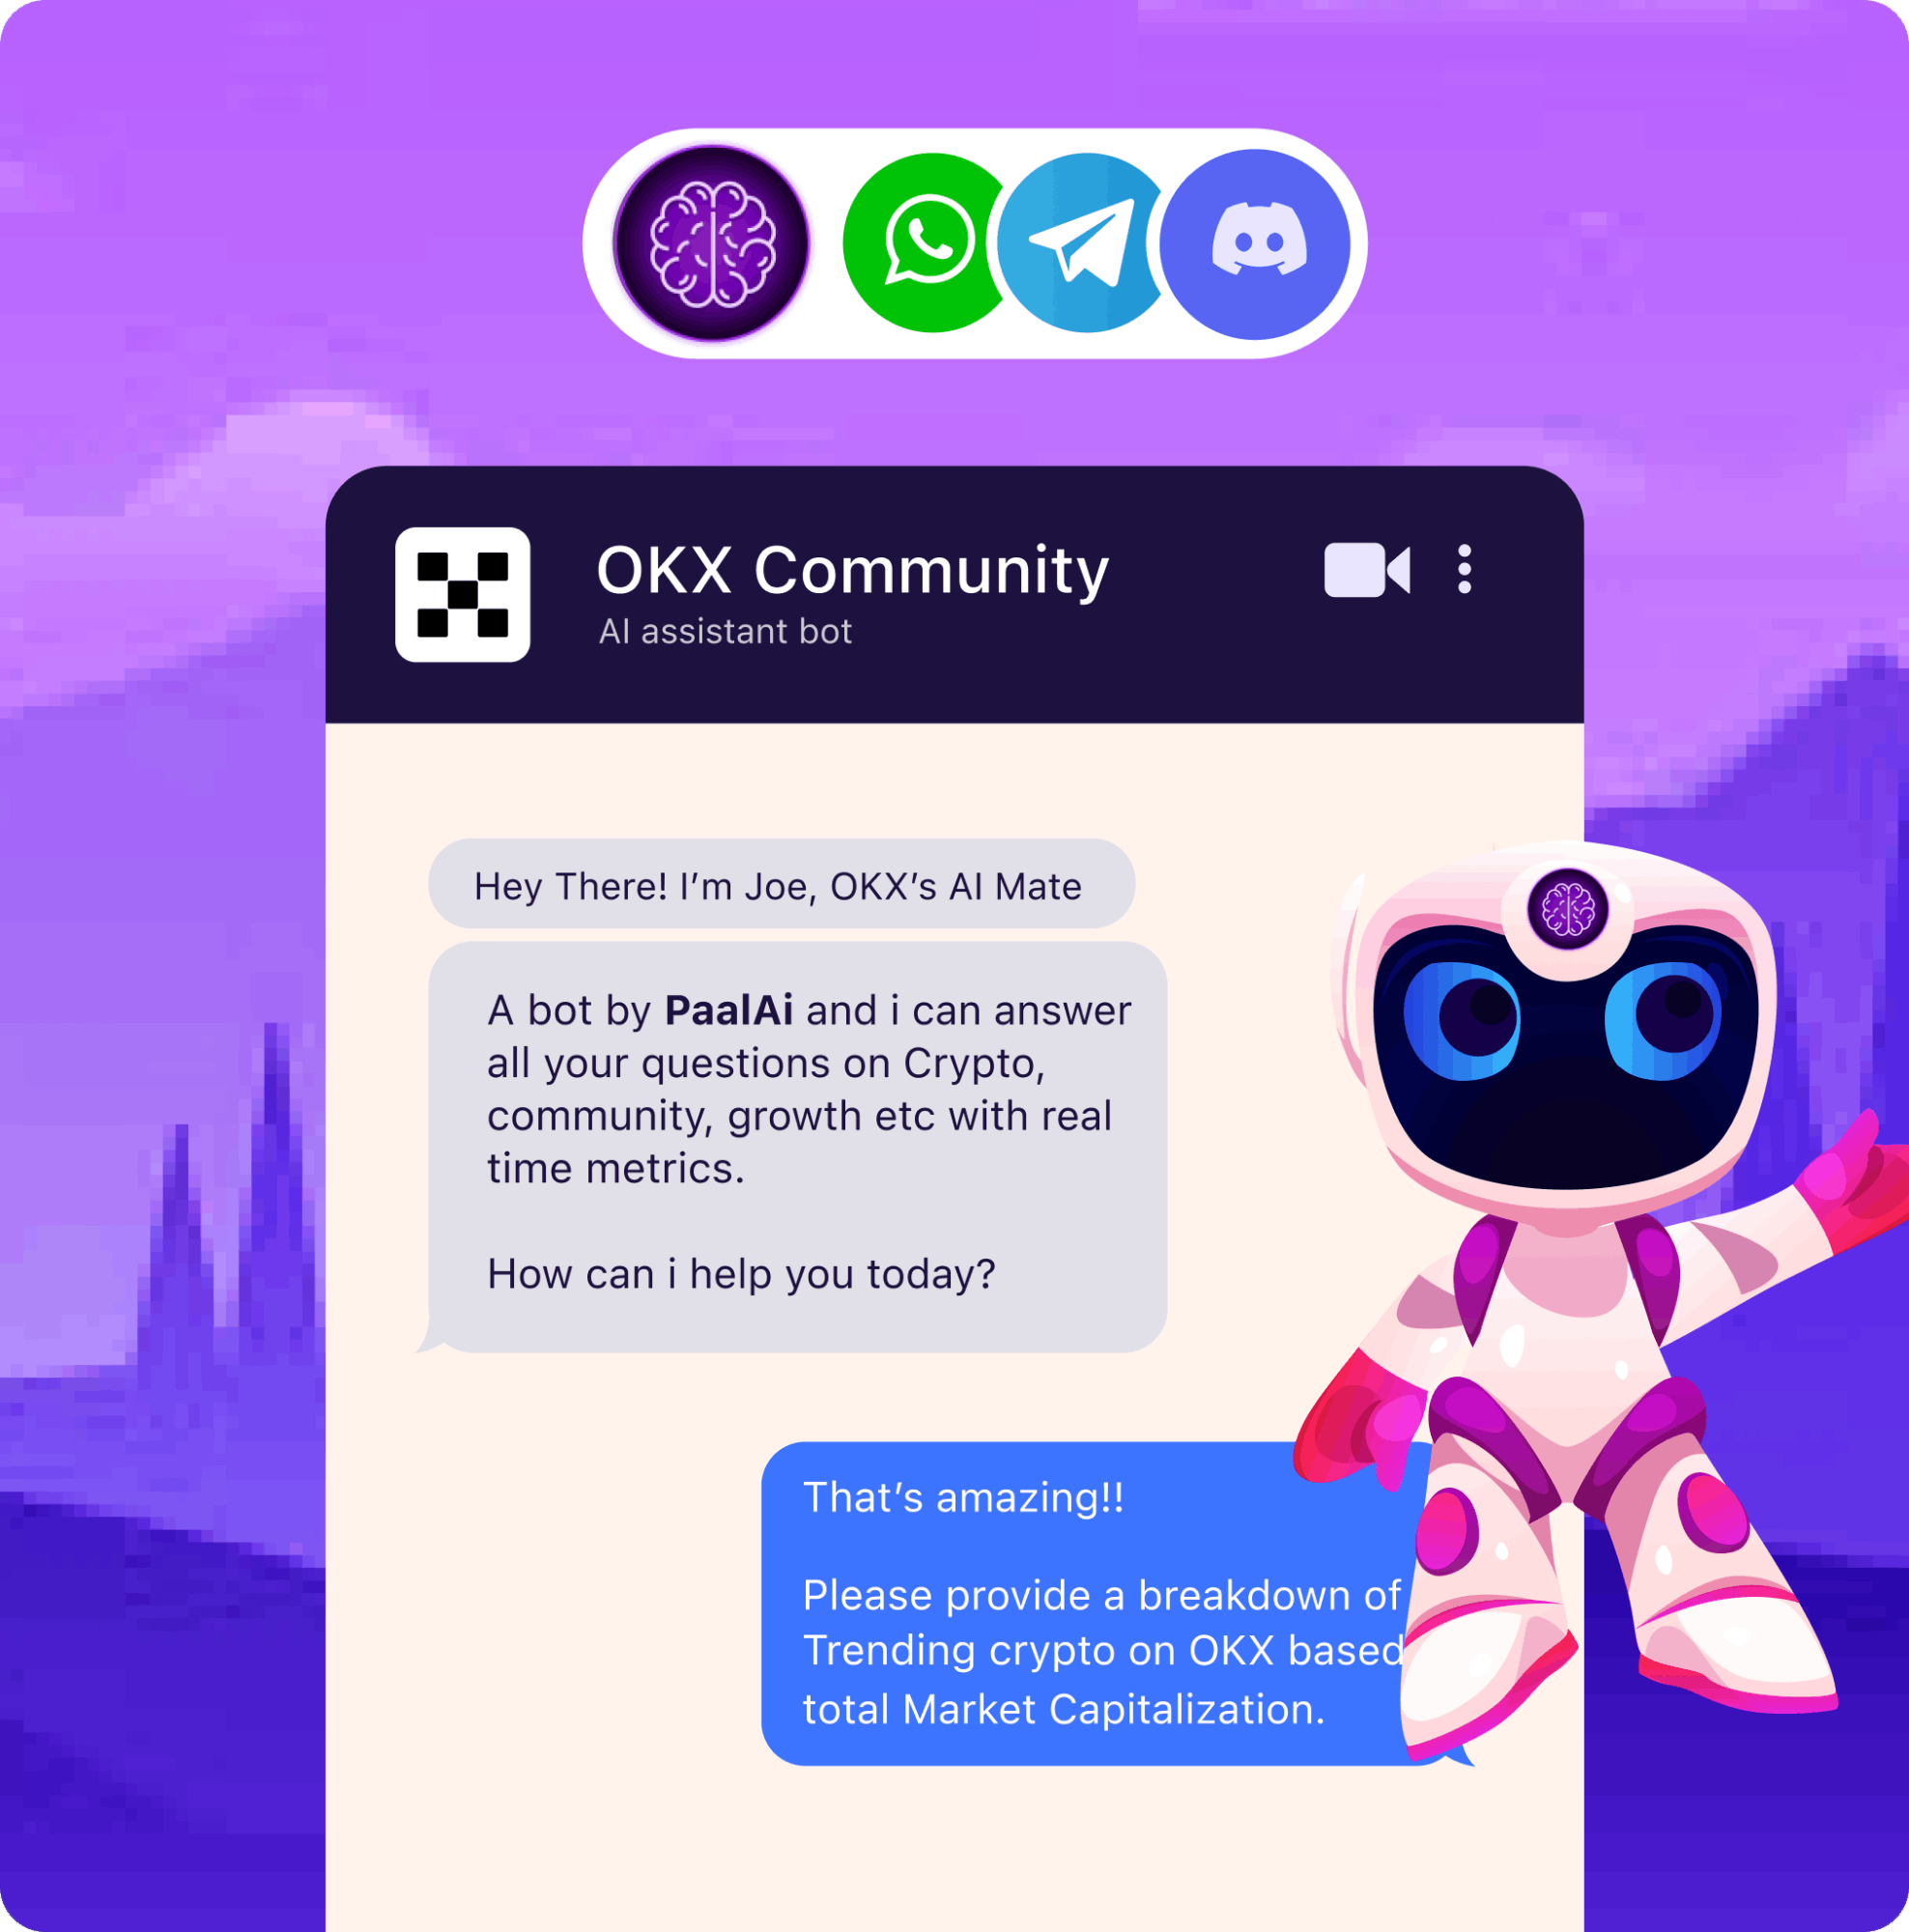 OKX Community
AI assistant bot
Hey There! I’m Joe, OKX’s AI Mate
A bot by PaalAi and i can answer
all your questions on Crypto,
community, growth etc with real
time metrics.
How can i help you today?
That’s amazing!!
Please provide a breakdown of
Trending crypto on OKX based
total Market Capitalization.